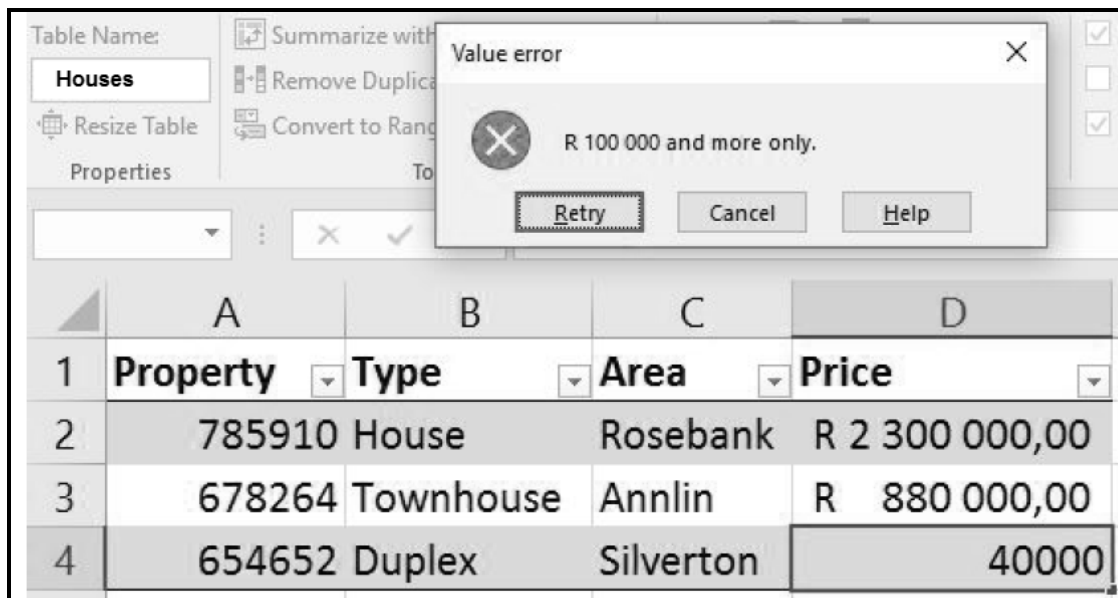 Table Name:
Houses
Resize Table
Properties
Summarize with
Remove Duplica
Convert to Rang
To
Value error
R 100 000 and more only.
Retry Cancel Help
A B C D
1 Property Type Area Price
2 785910 House Rosebank R 2 300 000,00
3 678264 Townhouse Annlin R 880 000,00
4 654652 Duplex Silverton 40000